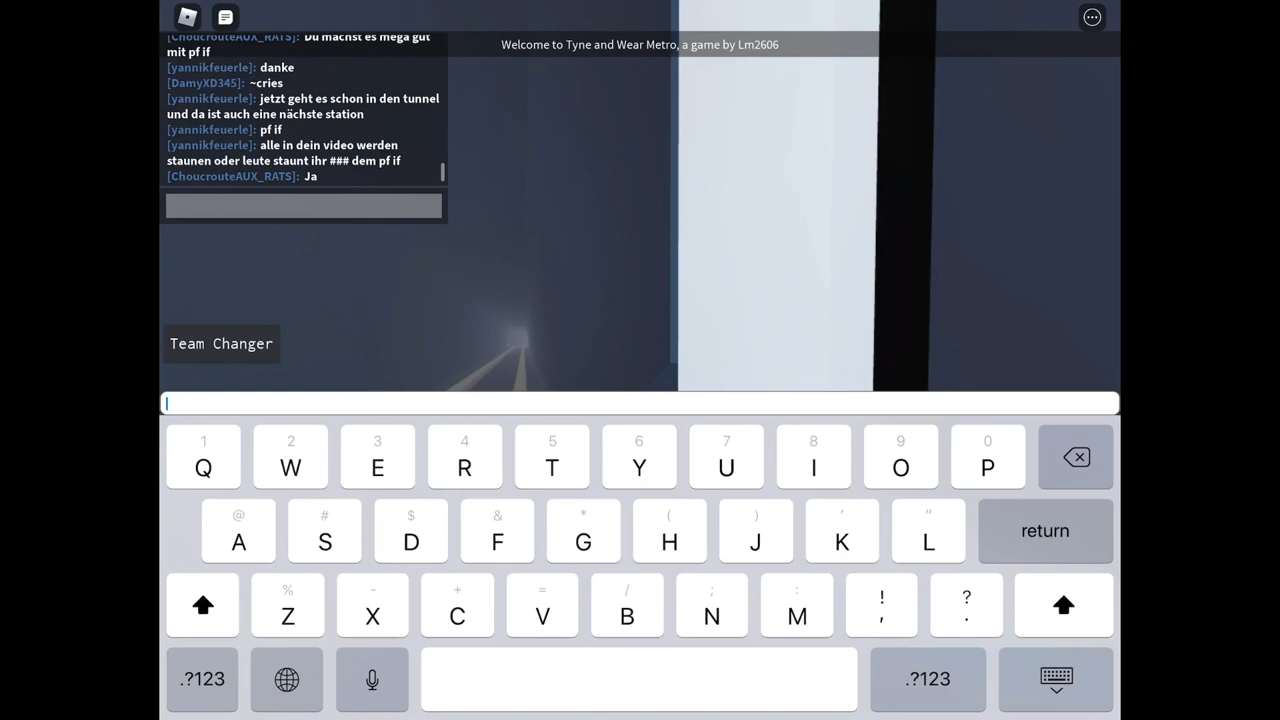 Welcome to Tyne and Wear Metro, a game by Lm2606
[ChoucrouteAUX_RATS]: Du machst es mega gut
mit pf if
[yannikfeuerle]: danke
[DamyXD345]: ~cries
[yannikfeuerle]: jetzt geht es schon in den tunnel
und da ist auch eine nächste station
[yannikfeuerle]: pf if
[yannikfeuerle]: alle in dein video werden
staunen oder leute staunt ihr ### dem pf if
[ChoucrouteAUX_RATS]: Ja
Team Changer
1 2 3 4 5 6 7 8 9 0
Q W E R T Y U I O P
@ # $ & * ( ) ' "
A S D F G H J K L return
% - + = / ; : ! ?
Z X C V B N M , .
.?123 .?123